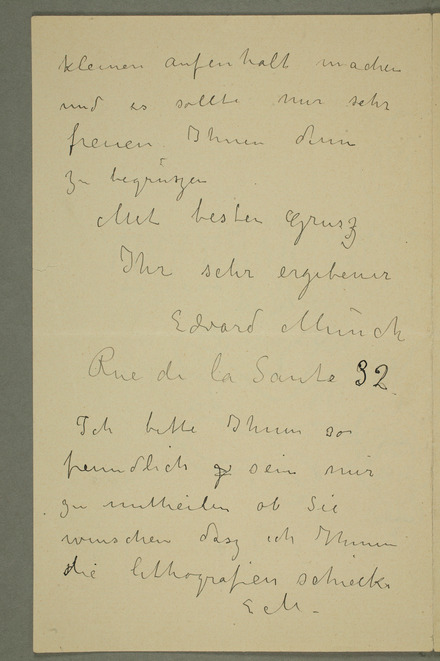 kleinen aufenthalt machen
und es sollte mir sehr
freuen Ihnen dann
zu begrüszen
Mit besten Grusz
Ihr sehr ergebener
Edvard Munch
Rue de la Santé 32.
Ich bitte Ihnen so
freundlich zu sein mir
zu mittheilen ob Sie
wünschen dasz ich Ihnen
die lithografien schicke
EM-